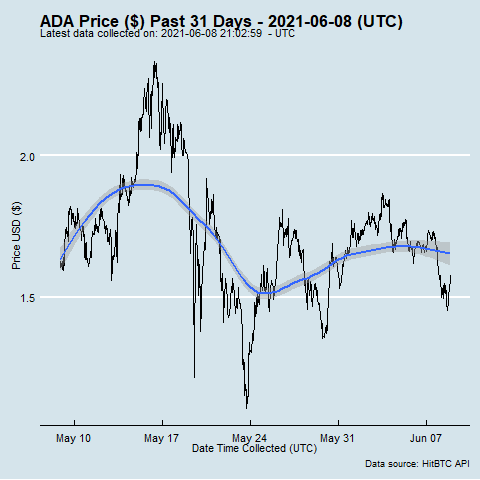 ADA Price ($) Past 31 Days - 2021-06-08 (UTC)
Latest data collected on: 2021-06-08 21:02:59 - UTC
2.0
Price USD ($)
1.5
May 10 May 17 May 24 May 31 Jun 07
Date Time Collected (UTC)
Data source: HitBTC API